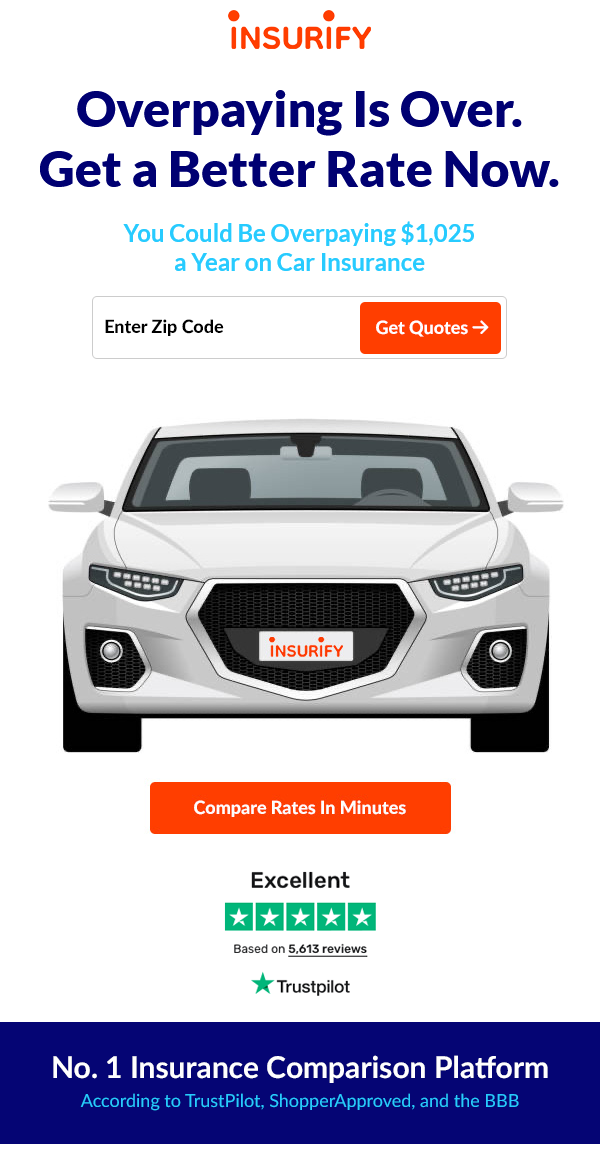 INSURIFY
Overpaying Is Over.
Get a Better Rate Now.
You Could Be Overpaying $1,025
a Year on Car Insurance
Enter Zip Code
Get Quotes →
INSURIFY
Compare Rates In Minutes
Excellent
Based on 5,613 reviews
Trustpilot
No. 1 Insurance Comparison Platform
According to TrustPilot, ShopperApproved, and the BBB